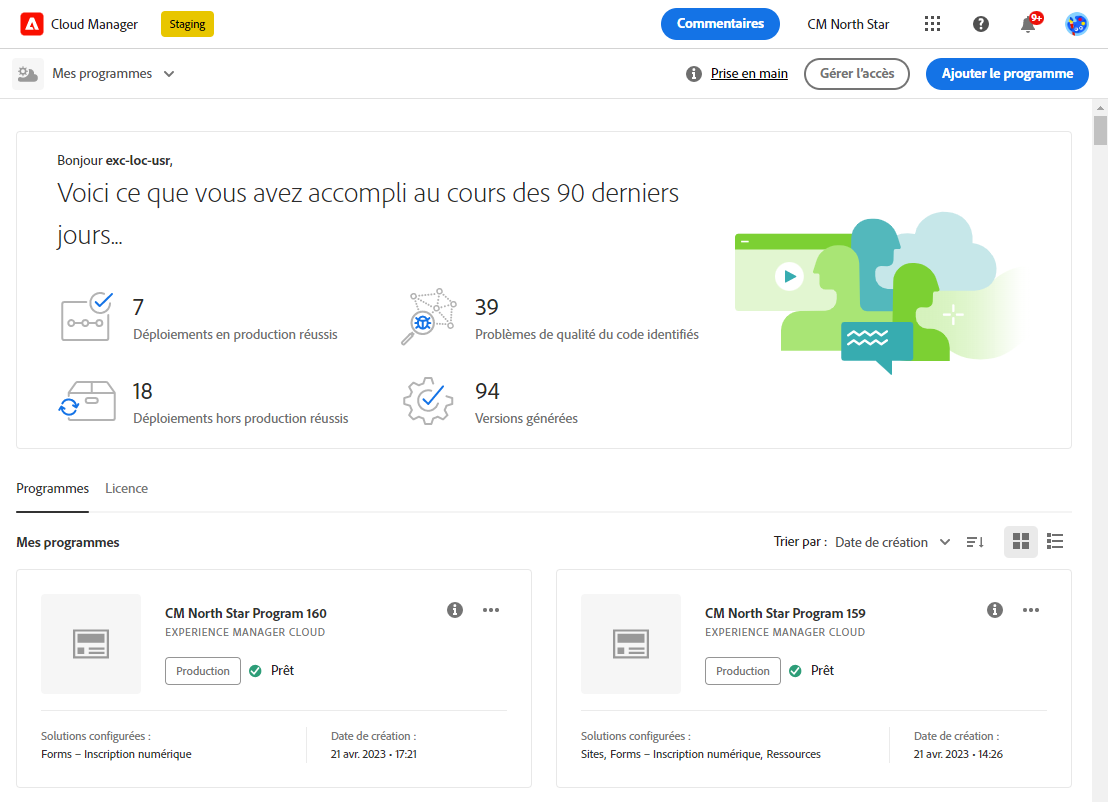 Cloud Manager Staging Commentaires CM North Star 9+
Mes programmes Prise en main Gérer l'accès Ajouter le programme
Bonjour exc-loc-usr,
Voici ce que vous avez accompli au cours des 90 derniers
jours...
7
Déploiements en production réussis
39
Problèmes de qualité du code identifiés
18
Déploiements hors production réussis
94
Versions générées
Programmes Licence
Mes programmes Trier par : Date de création
CM North Star Program 160
EXPERIENCE MANAGER CLOUD
Production Prêt
Solutions configurées : Date de création :
Forms – Inscription numérique 21 avr. 2023 • 17:21
CM North Star Program 159
EXPERIENCE MANAGER CLOUD
Production Prêt
Solutions configurées : Date de création :
Sites, Forms – Inscription numérique, Ressources 21 avr. 2023 • 14:26